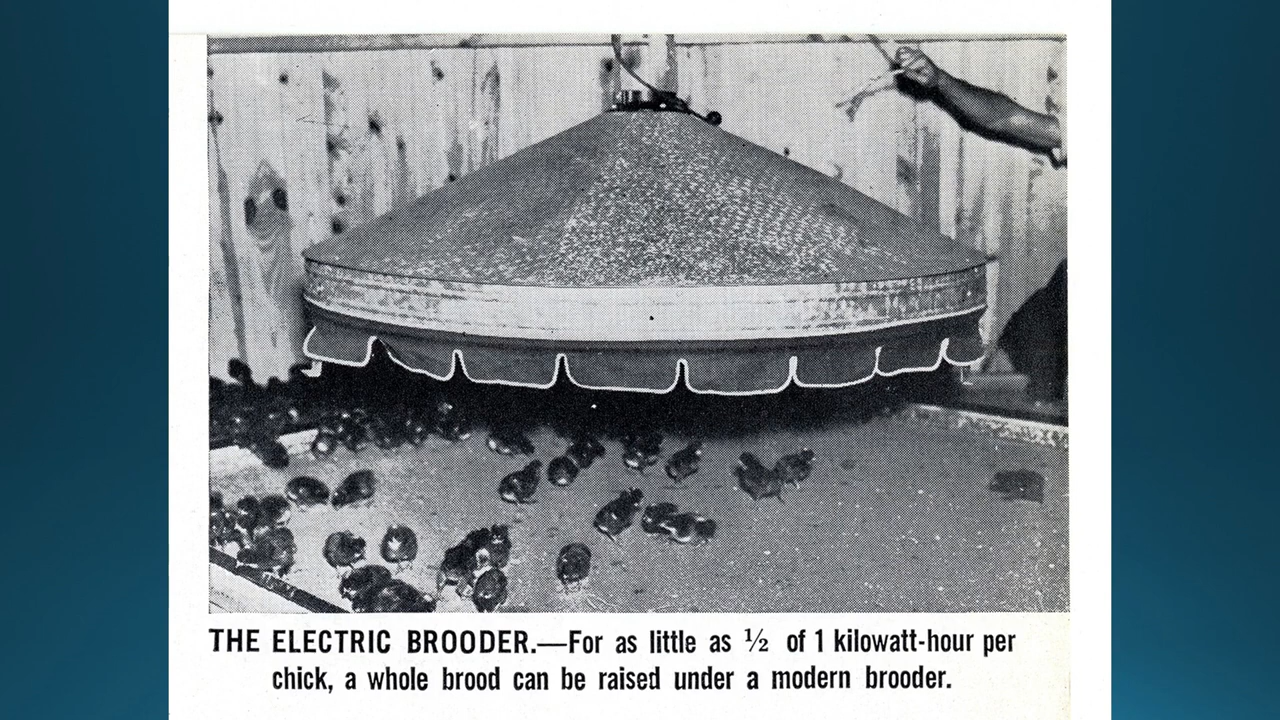 THE ELECTRIC BROODER.—For as little as ½ of 1 kilowatt-hour per
chick, a whole brood can be raised under a modern brooder.